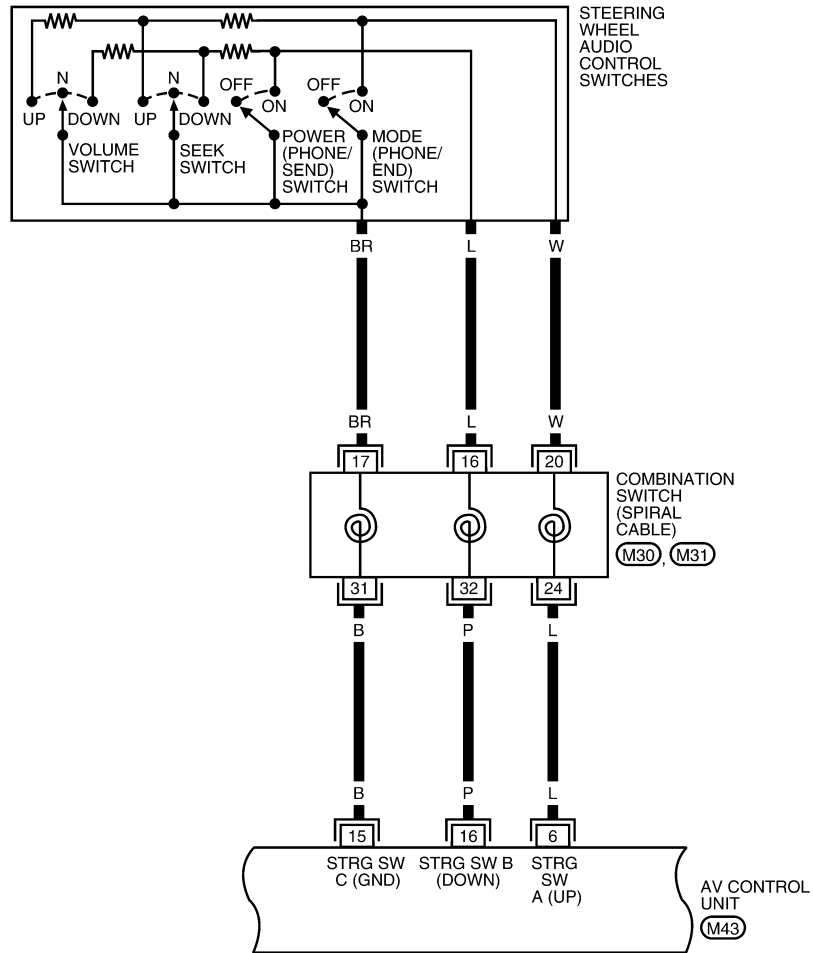 STEERING
WHEEL
AUDIO
CONTROL
SWITCHES
N
N
OFF
OFF
UP
DOWN
UP
DOWN
ON
ON
VOLUME
SWITCH
SEEK
SWITCH
POWER
(PHONE/
SEND)
SWITCH
MODE
(PHONE/
END)
SWITCH
BR
L
W
BR
L
W
17
16
20
COMBINATION
SWITCH
(SPIRAL
CABLE)
M30, M31
31
32
24
B
P
L
B
P
L
15
16
6
STRG SW
C (GND)
STRG SW B
(DOWN)
STRG
SW
A (UP)
AV CONTROL
UNIT
M43